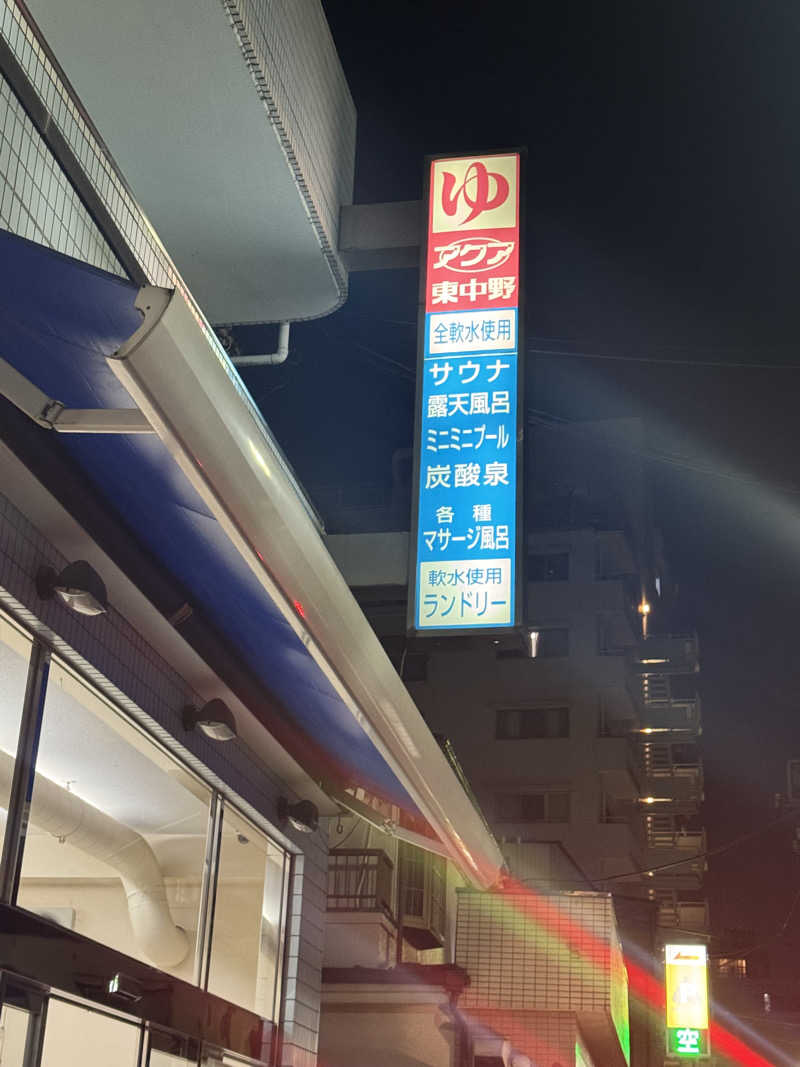 ゆ
アクア
東中野
全軟水使用
サウナ
露天風呂
ミニミニプール
炭酸泉
各種
マサージ風呂
軟水使用
ランドリー
空